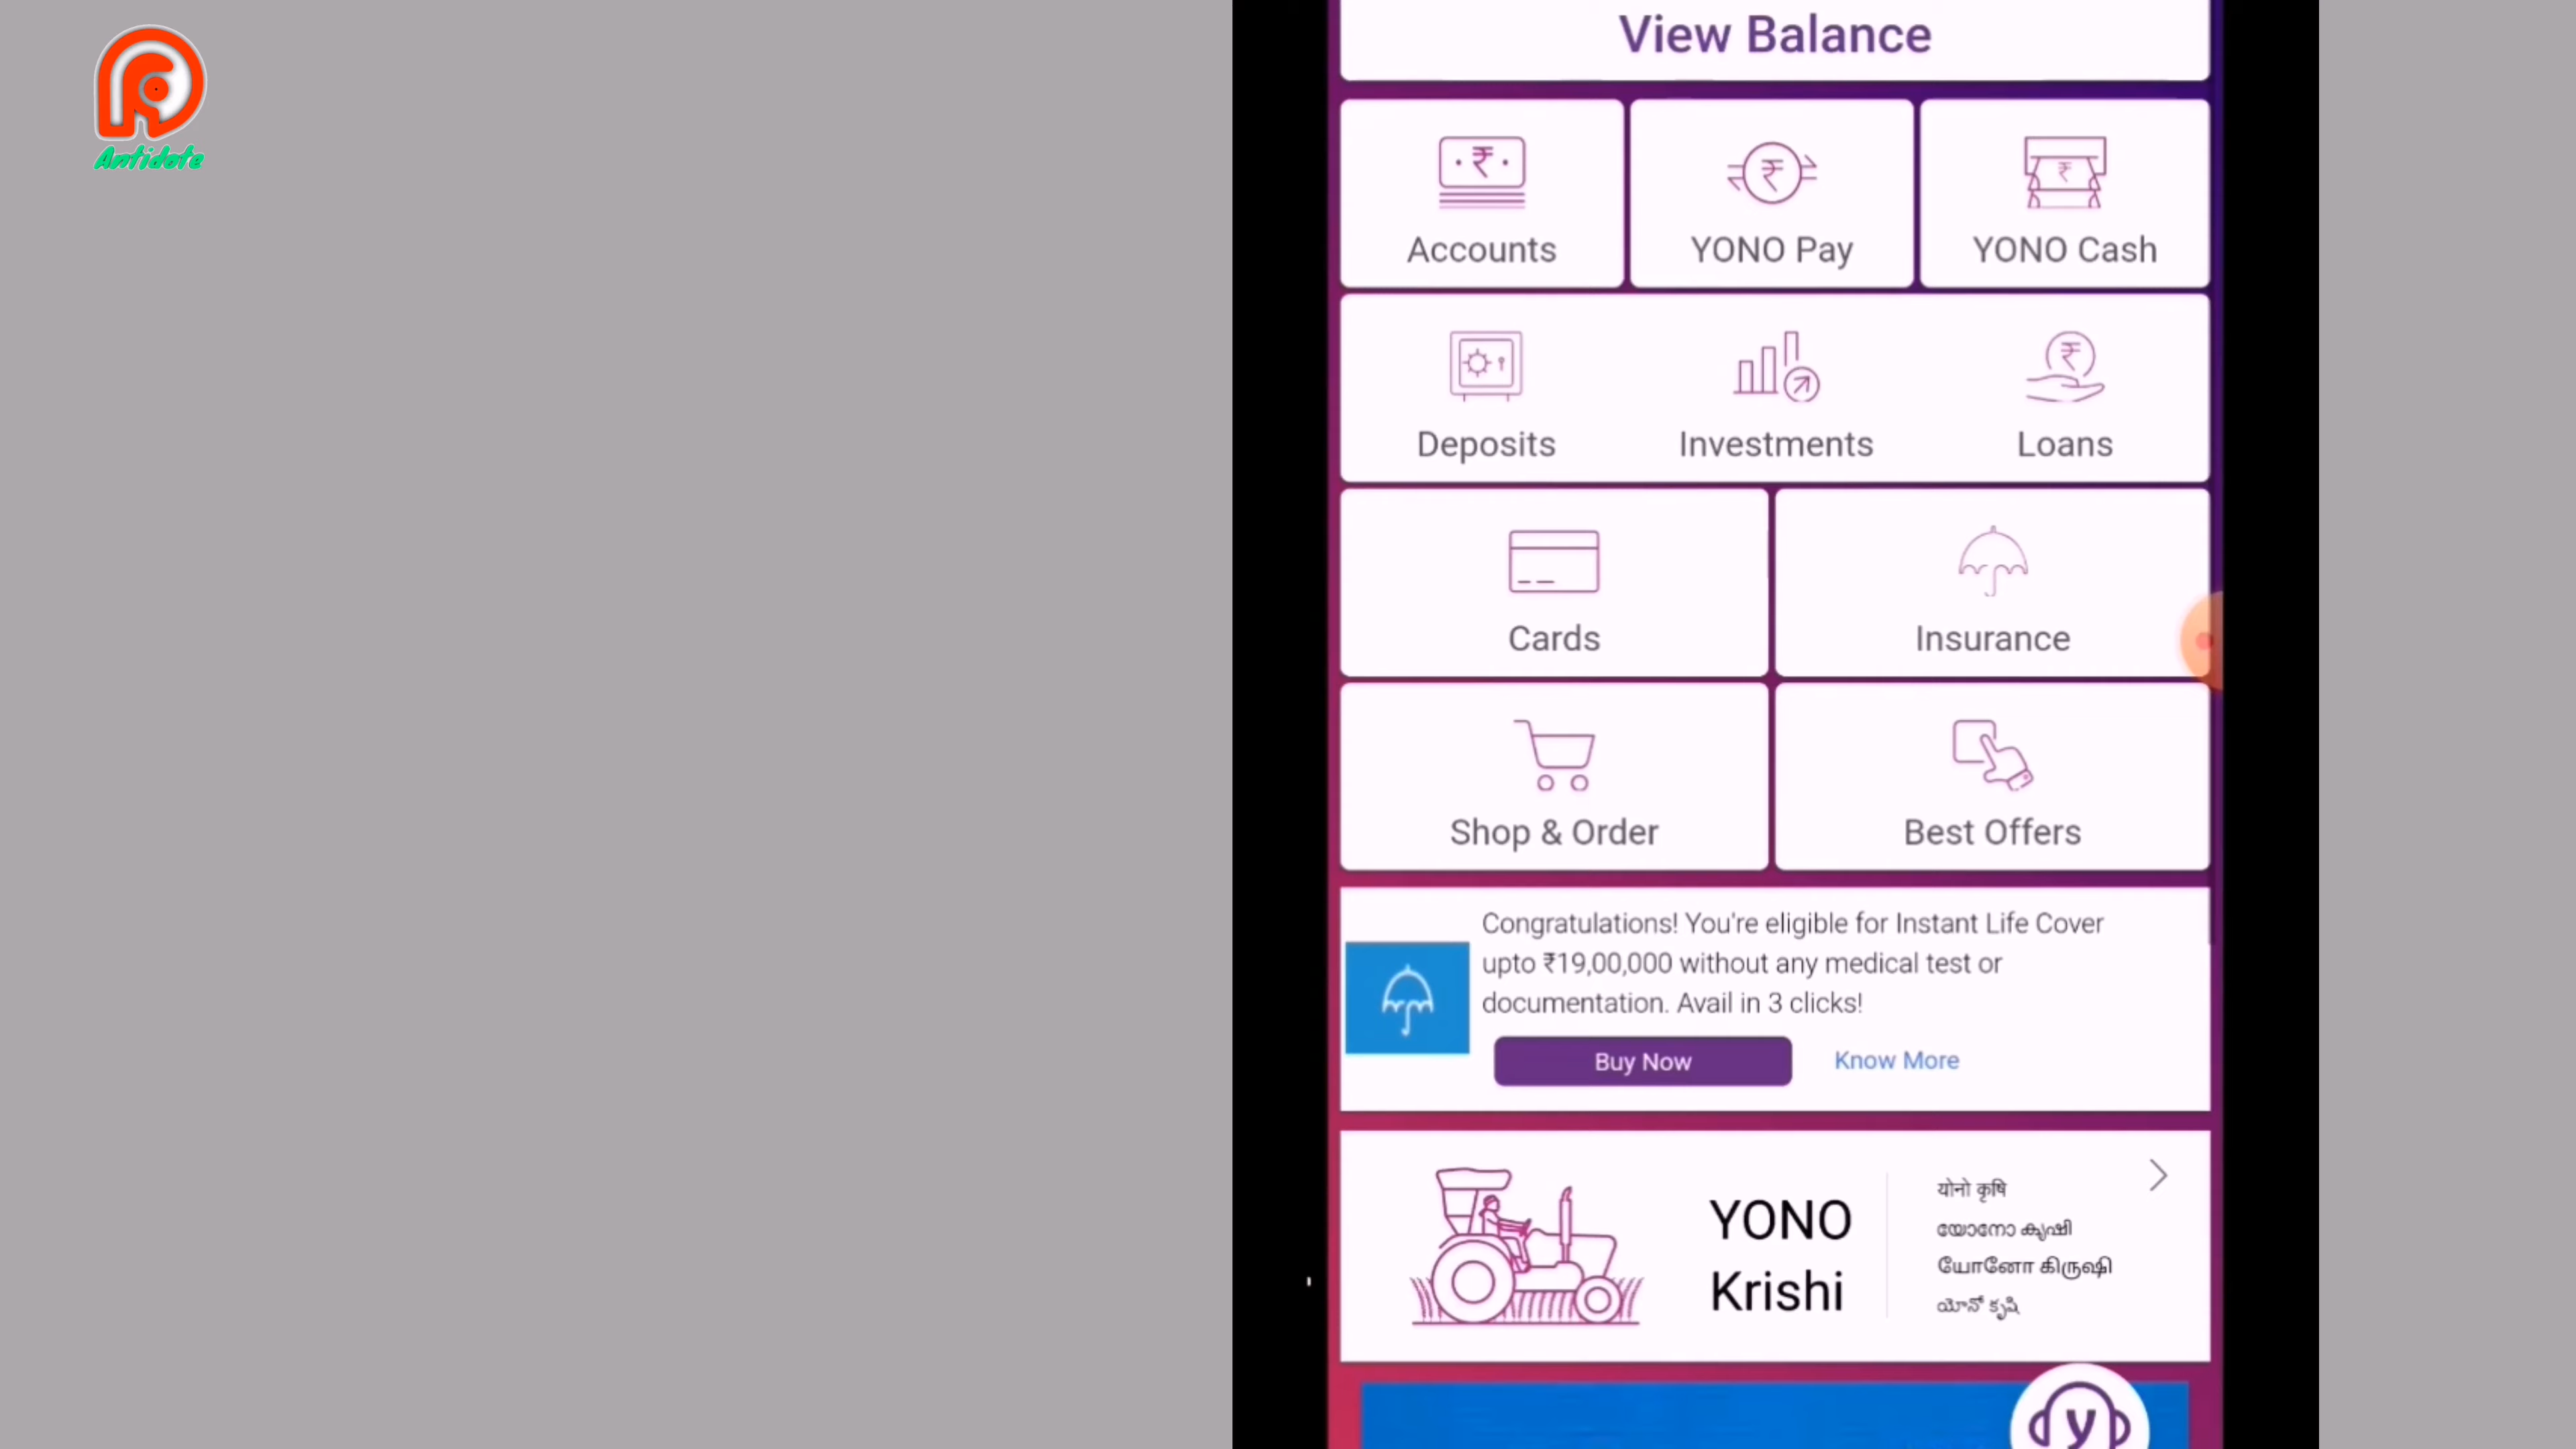 Antidote
View Balance
Accounts
YONO Pay
YONO Cash
Deposits
Investments
Loans
Cards
Insurance
Shop & Order
Best Offers
Congratulations! You're eligible for Instant Life Cover
upto ₹19,00,000 without any medical test or
documentation. Avail in 3 clicks!
Buy Now
Know More
YONO
Krishi
योनो कृषि
യോനോ കൃഷി
யோனோ கிருஷி
యోనో కృషి